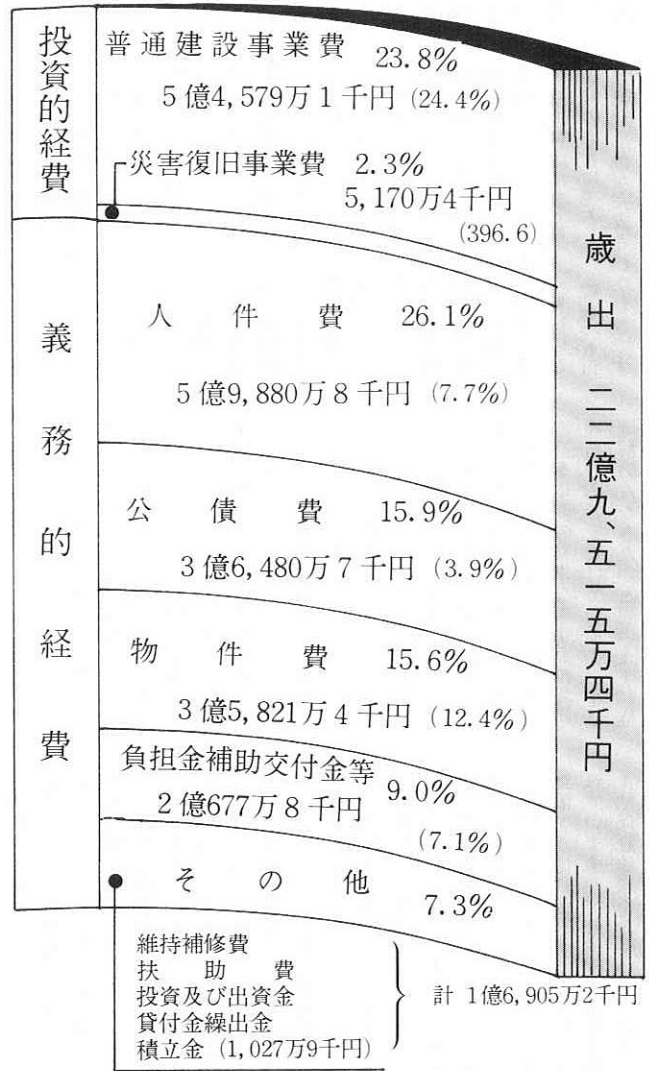 投資的経費
普通建設事業費 23.8%
5億4,579万1千円 (24.4%)
災害復旧事業費 2.3%
5,170万4千円
(396.6)
義務的経費
人件費 26.1%
5億9,880万8千円 (7.7%)
公債費 15.9%
3億6,480万7千円 (3.9%)
物件費 15.6%
3億5,821万4千円 (12.4%)
負担金補助交付金等 9.0%
2億677万8千円
(7.1%)
その他 7.3%
維持補修費
扶助費
投資及び出資金
貸付金繰出金
積立金 (1,027万9千円)
計 1億6,905万2千円
歳出 二二億九、五一五万四千円